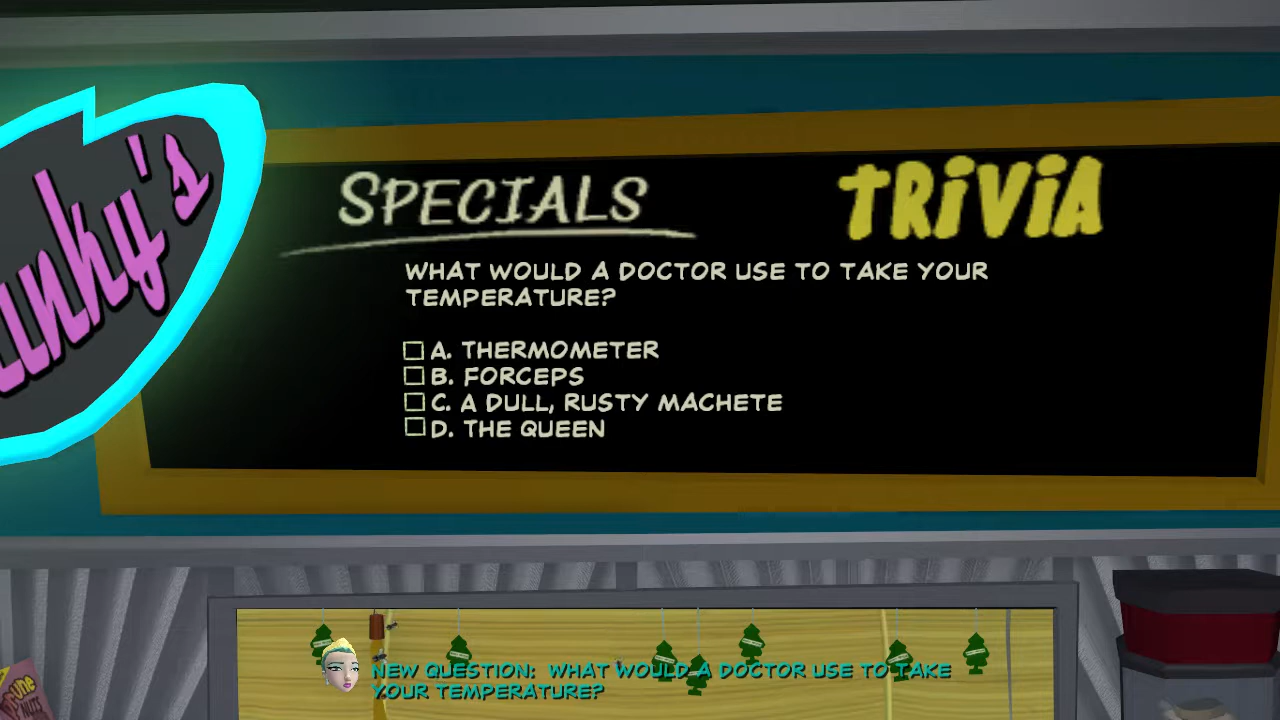 SPECIALS
TRiViA
WHAT WOULD A DOCTOR USE TO TAKE YOUR
TEMPERATURE?
A. THERMOMETER
B. FORCEPS
C. A DULL, RUSTY MACHETE
D. THE QUEEN
NEW QUESTION: WHAT WOULD A DOCTOR USE TO TAKE
YOUR TEMPERATURE?